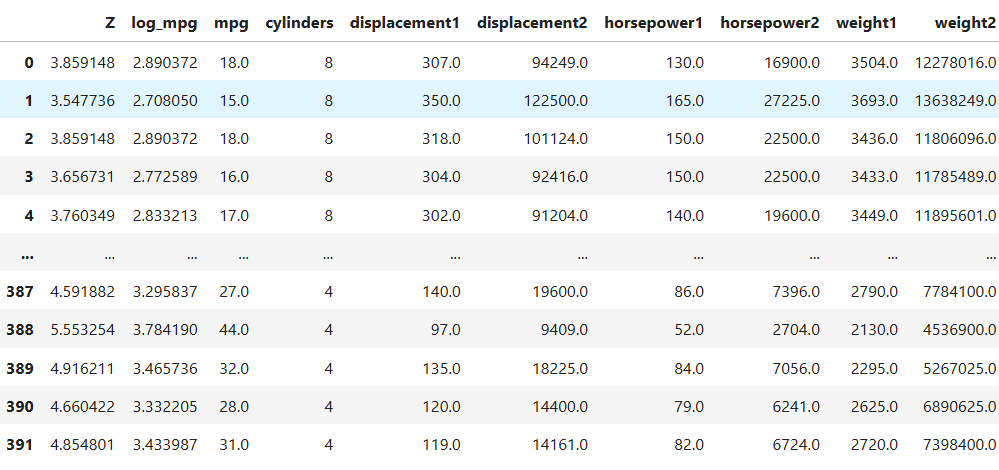 Z log_mpg mpg cylinders displacement1 displacement2 horsepower1 horsepower2 weight1 weight2
0 3.859148 2.890372 18.0 8 307.0 94249.0 130.0 16900.0 3504.0 12278016.0
1 3.547736 2.708050 15.0 8 350.0 122500.0 165.0 27225.0 3693.0 13638249.0
2 3.859148 2.890372 18.0 8 318.0 101124.0 150.0 22500.0 3436.0 11806096.0
3 3.656731 2.772589 16.0 8 304.0 92416.0 150.0 22500.0 3433.0 11785489.0
4 3.760349 2.833213 17.0 8 302.0 91204.0 140.0 19600.0 3449.0 11895601.0
... ... ... ... ... ... ... ... ... ... ...
387 4.591882 3.295837 27.0 4 140.0 19600.0 86.0 7396.0 2790.0 7784100.0
388 5.553254 3.784190 44.0 4 97.0 9409.0 52.0 2704.0 2130.0 4536900.0
389 4.916211 3.465736 32.0 4 135.0 18225.0 84.0 7056.0 2295.0 5267025.0
390 4.660422 3.332205 28.0 4 120.0 14400.0 79.0 6241.0 2625.0 6890625.0
391 4.854801 3.433987 31.0 4 119.0 14161.0 82.0 6724.0 2720.0 7398400.0